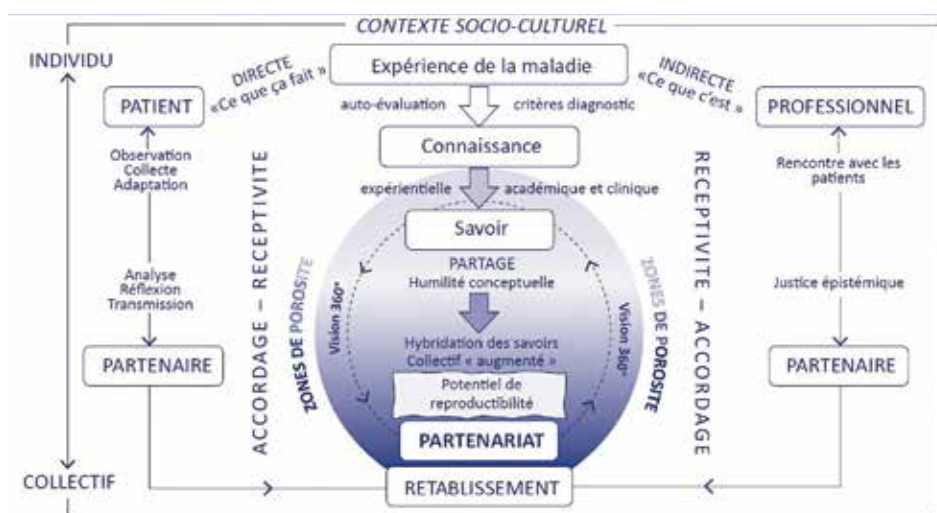 CONTEXTE SOCIO-CULTUREL
INDIVIDU
DIRECTE
«Ce que ça fait »
Expérience de la maladie
INDIRECTE
«Ce que c'est »
PATIENT
auto-évaluation
critères diagnostic
PROFESSIONNEL
Observation
Collecte
Adaptation
Connaissance
Rencontre avec les
patients
expérientielle
académique et clinique
Savoir
PARTAGE
Humilité conceptuelle
Analyse
Réflexion
Transmission
ACCORDAGE – RECEPTIVITE
ZONES DE POROSITE
Vision 360°
Vision 360°
ZONES DE POROSITE
RECEPTIVITE – ACCORDAGE
Justice épistémique
Hybridation des savoirs
Collectif « augmenté »
PARTENAIRE
Potentiel de
reproductibilité
PARTENAIRE
PARTENARIAT
COLLECTIF
RETABLISSEMENT